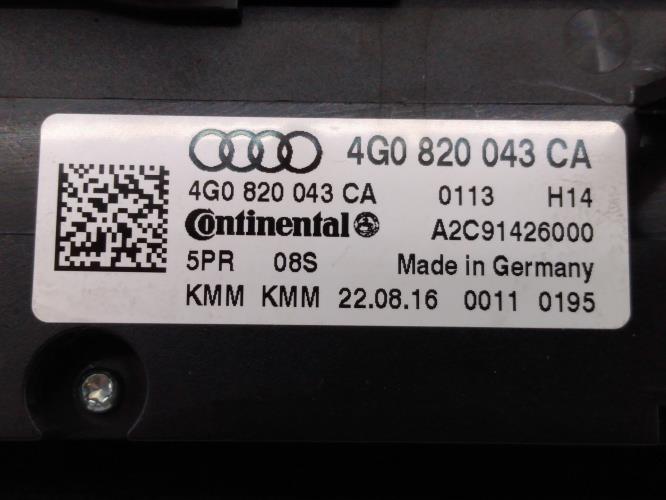 4G0 820 043 CA
4G0 820 043 CA 0113 H14
Continental A2C91426000
5PR 08S Made in Germany
KMM KMM 22.08.16 0011 0195